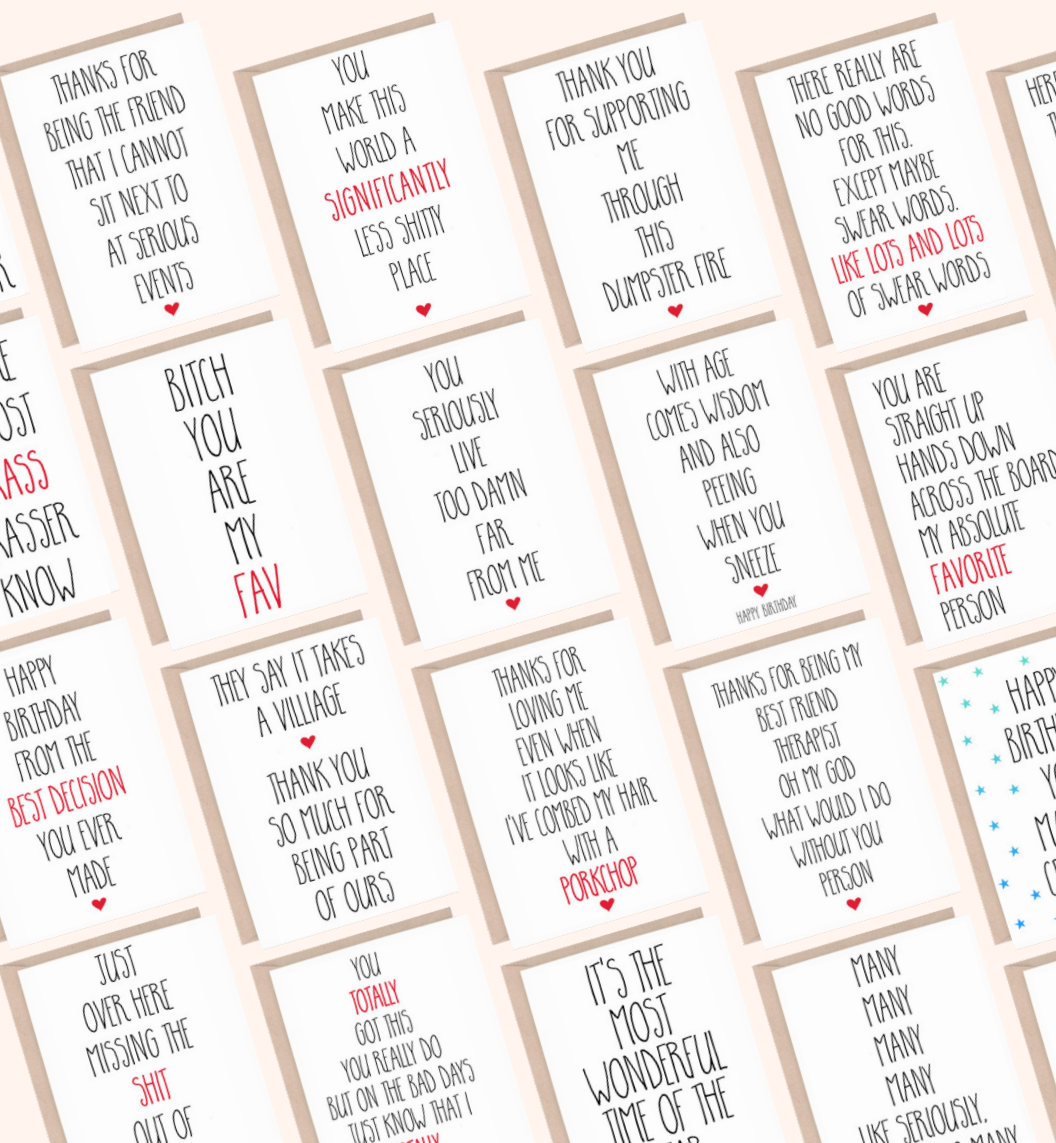 THANKS FOR
BEING THE FRIEND
THAT I CANNOT
SIT NEXT TO
AT SERIOUS
EVENTS
YOU
MAKE THIS
WORLD A
SIGNIFICANTLY
LESS SHITTY
PLACE
THANK YOU
FOR SUPPORTING
ME
THROUGH
THIS
DUMPSTER FIRE
THERE REALLY ARE
NO GOOD WORDS
FOR THIS.
EXCEPT MAYBE
SWEAR WORDS.
LIKE LOTS AND LOTS
OF SWEAR WORDS
KNOW
BITCH
YOU
ARE
MY
FAV
YOU
SERIOUSLY
LIVE
TOO DAMN
FAR
FROM ME
WITH AGE
COMES WISDOM
AND ALSO
PEEING
WHEN YOU
SNEEZE
HAPPY BIRTHDAY
YOU ARE
STRAIGHT UP
HANDS DOWN
ACROSS THE BOARD
MY ABSOLUTE
FAVORITE
PERSON
HAPPY
BIRTHDAY
FROM THE
BEST DECISION
YOU EVER
MADE
THEY SAY IT TAKES
A VILLAGE
THANK YOU
SO MUCH FOR
BEING PART
OF OURS
THANKS FOR
LOVING ME
EVEN WHEN
IT LOOKS LIKE
I'VE COMBED MY HAIR
WITH A
PORKCHOP
THANKS FOR BEING MY
BEST FRIEND
THERAPIST
OH MY GOD
WHAT WOULD I DO
WITHOUT YOU
PERSON
JUST
OVER HERE
MISSING THE
SHIT
OUT OF
YOU
TOTALLY
GOT THIS
YOU REALLY DO
BUT ON THE BAD DAYS
JUST KNOW THAT I
IT'S THE
MOST
WONDERFUL
TIME OF THE
MANY
MANY
MANY
MANY
LIKE SERIOUSLY.